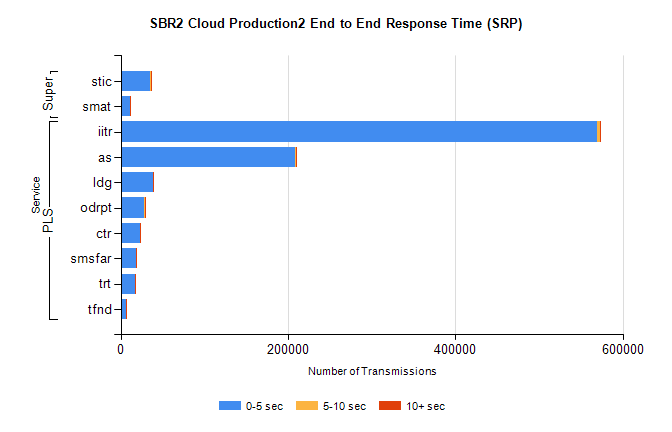 SBR2 Cloud Production2 End to End Response Time (SRP)
Service
Super
PLS
stic
smat
iitr
as
ldg
odrpt
ctr
smsfar
trt
tfnd
0 200000 400000 600000
Number of Transmissions
0-5 sec 5-10 sec 10+ sec